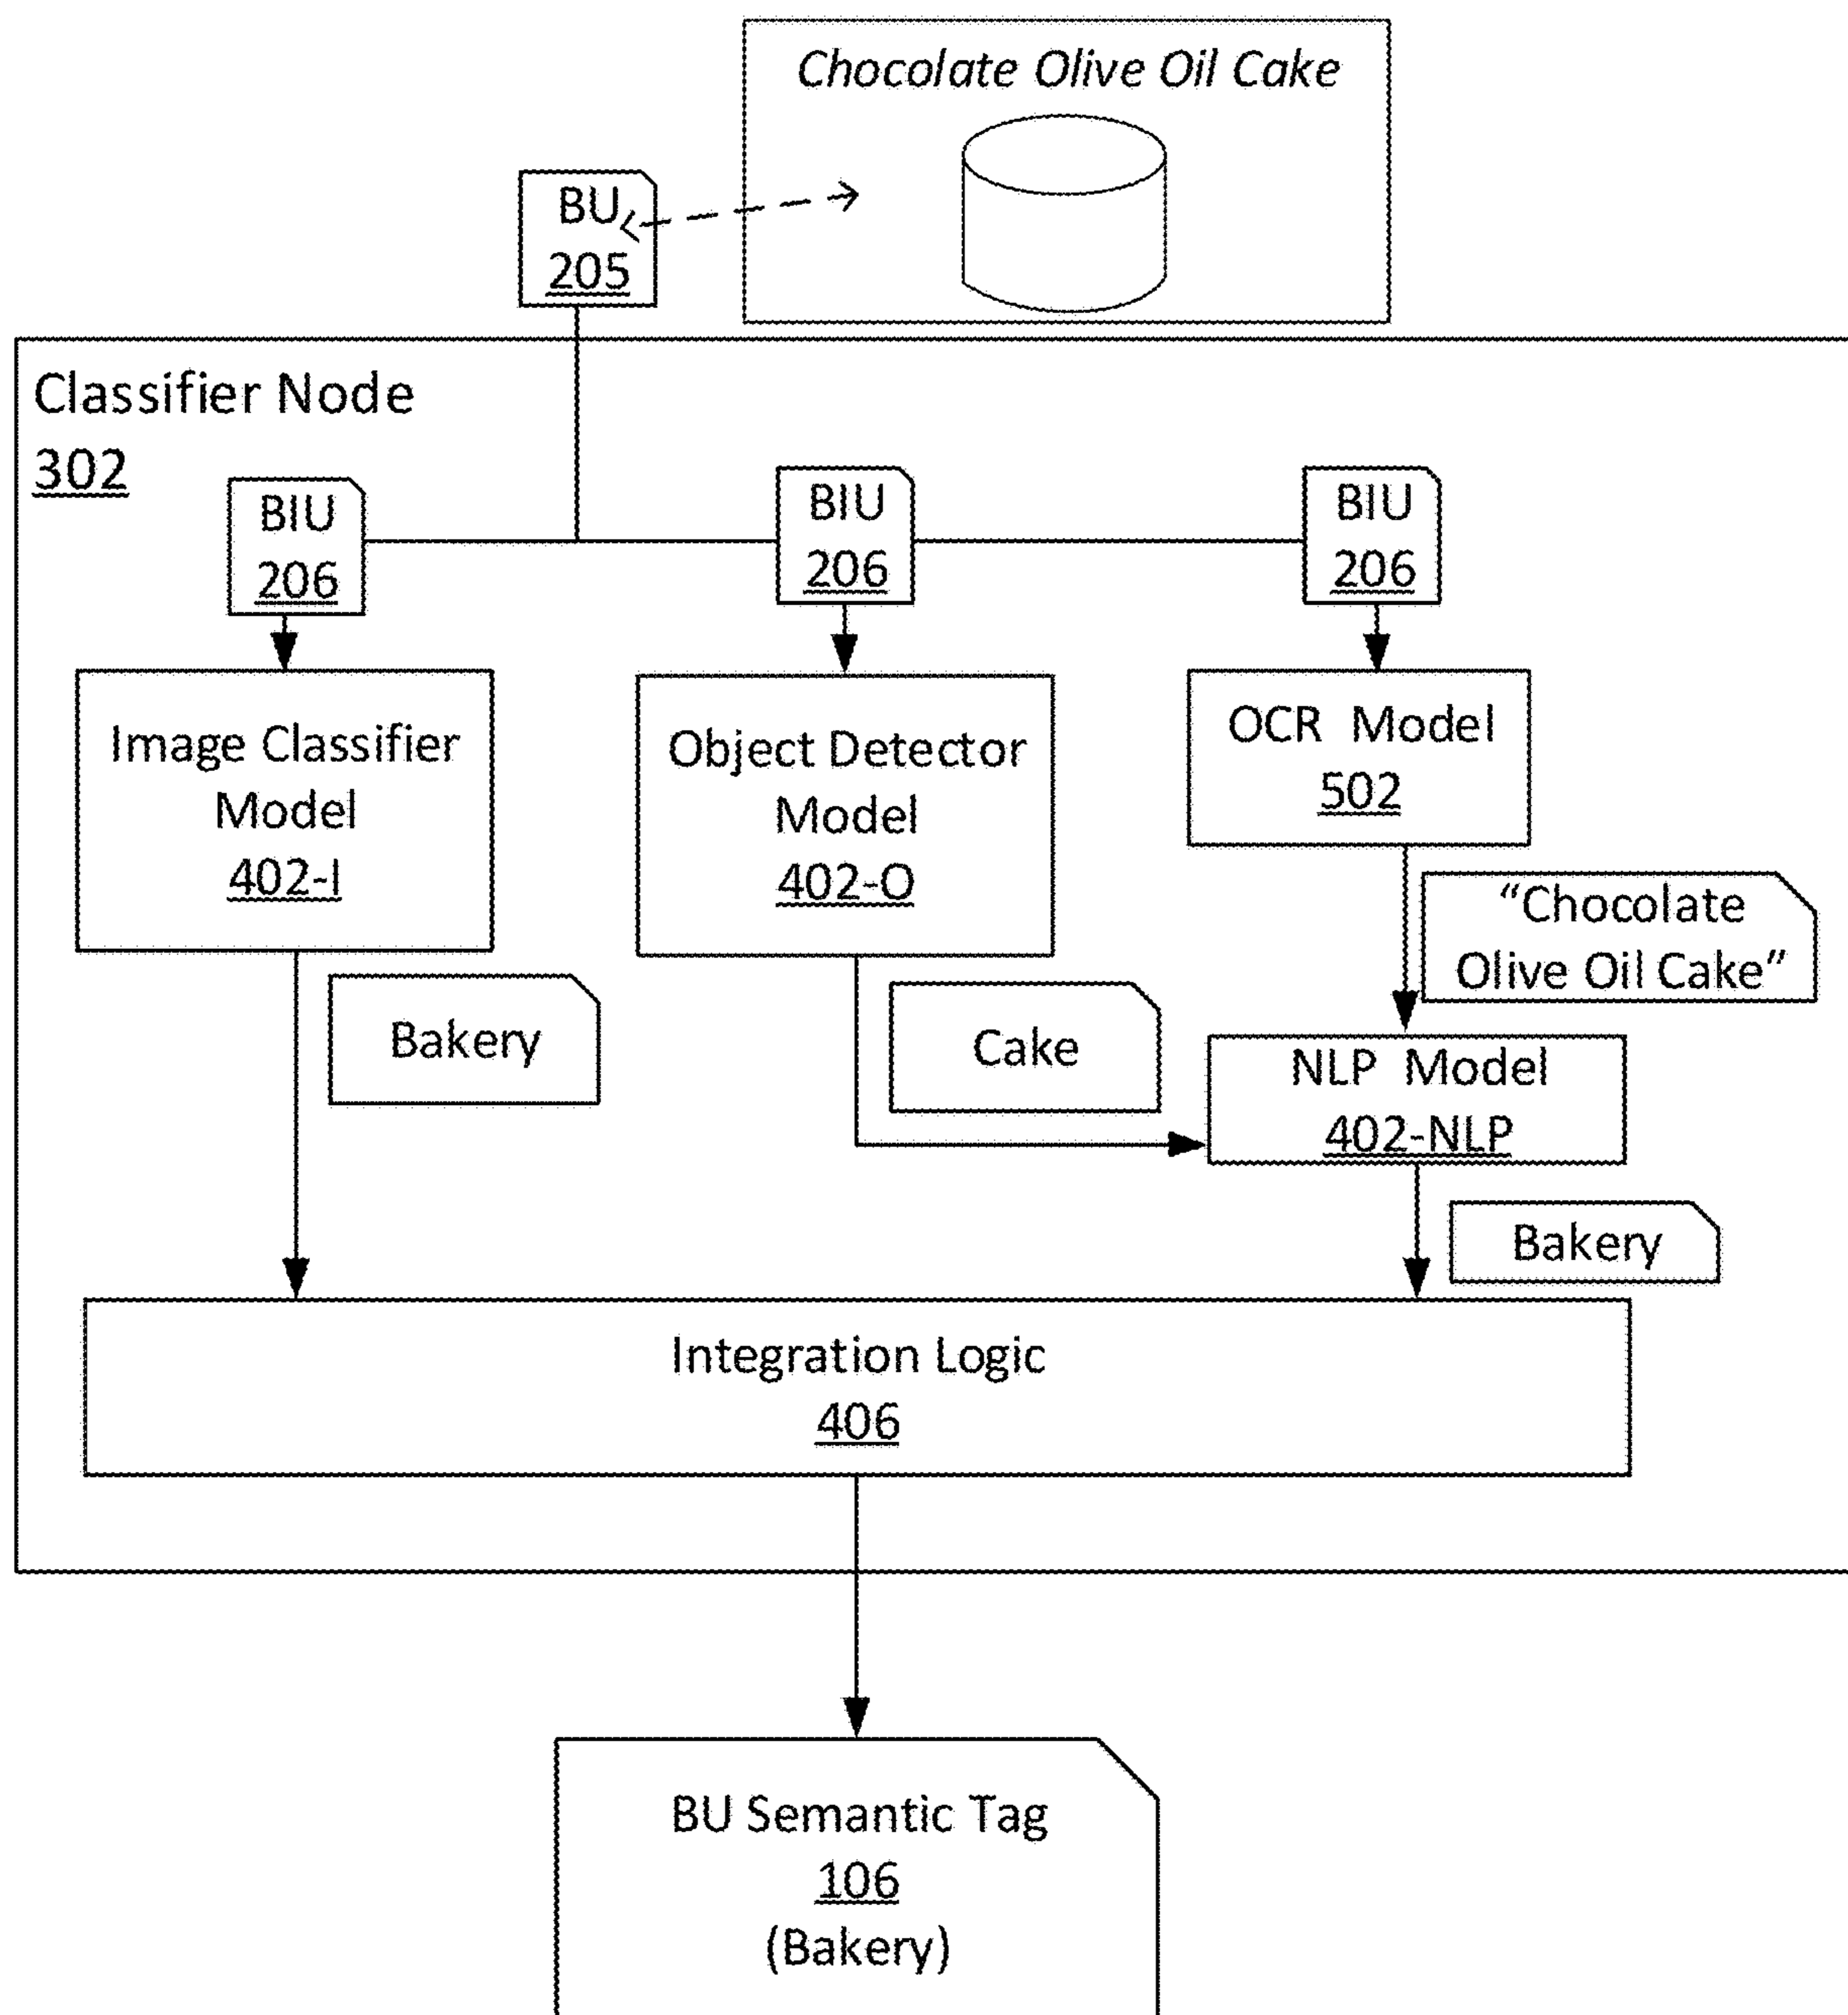 Chocolate Olive Oil Cake
BU
205
Classifier Node
302
BIU
206
BIU
206
BIU
206
Image Classifier
Model
402-I
Object Detector
Model
402-O
OCR Model
502
“Chocolate
Olive Oil Cake”
Bakery
Cake
NLP Model
402-NLP
Bakery
Integration Logic
406
BU Semantic Tag
106
(Bakery)